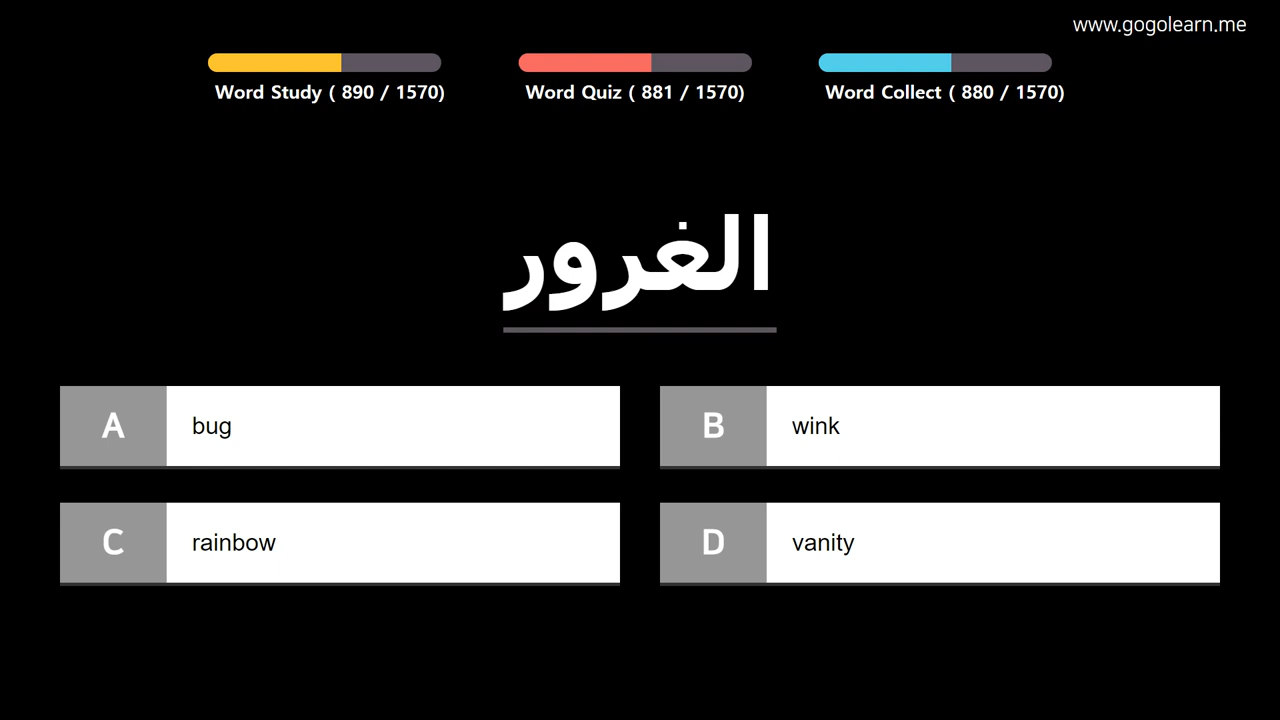 www.gogolearn.me
Word Study ( 890 / 1570)
Word Quiz ( 881 / 1570)
Word Collect ( 880 / 1570)
الغرور
A bug
B wink
C rainbow
D vanity